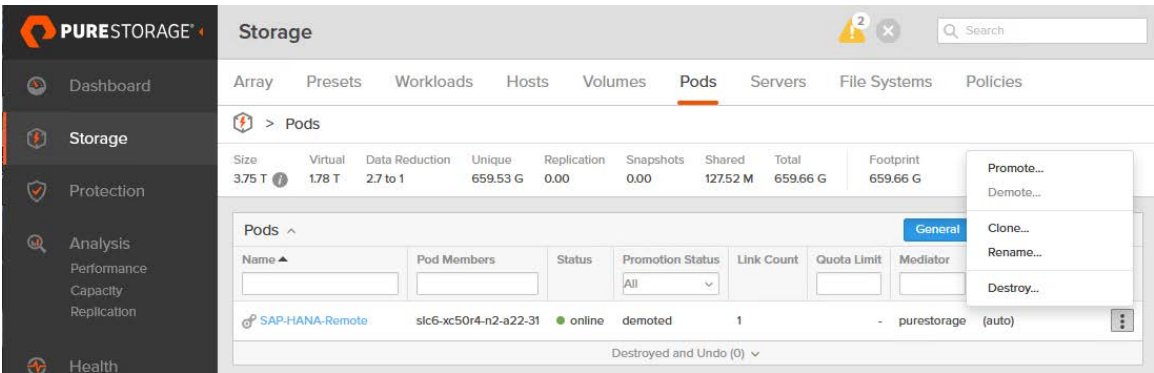 PURESTORAGE®
Storage
2
Search
Dashboard
Storage
Protection
Analysis
Performance
Capacity
Replication
Health
Array Presets Workloads Hosts Volumes Pods Servers File Systems Policies
> Pods
Size Virtual Data Reduction Unique Replication Snapshots Shared Total Footprint
3.75 T 1.78 T 2.7 to 1 659.53 G 0.00 0.00 127.52 M 659.66 G 659.66 G
Promote...
Demote...
Clone...
Rename...
Destroy...
Pods
General
Name Pod Members Status Promotion Status Link Count Quota Limit Mediator
All
SAP-HANA-Remote slc6-xc50r4-n2-a22-31 online demoted 1 - purestorage (auto)
Destroyed and Undo (0)